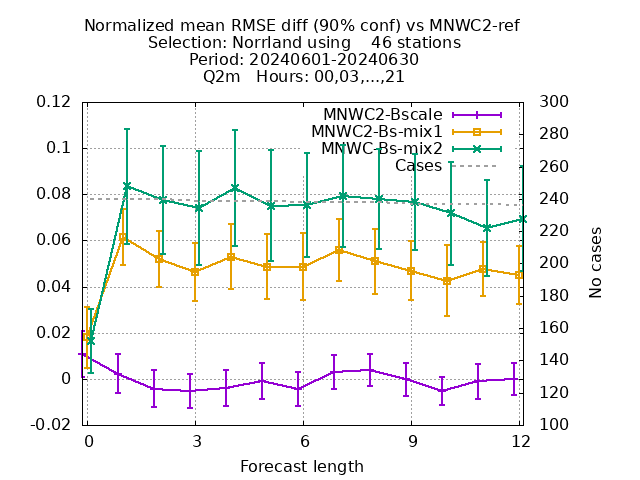 Normalized mean RMSE diff (90% conf) vs MNWC2-ref
Selection: Norrland using    46 stations
Period: 20240601-20240630
Q2m   Hours: 00,03,...,21
MNWC2-Bscale
MNWC2-Bs-mix1
MNWC-Bs-mix2
Cases
0.12
0.1
0.08
0.06
0.04
0.02
0
-0.02
300
280
260
240
220
200
180
160
140
120
100
No cases
0 3 6 9 12
Forecast length